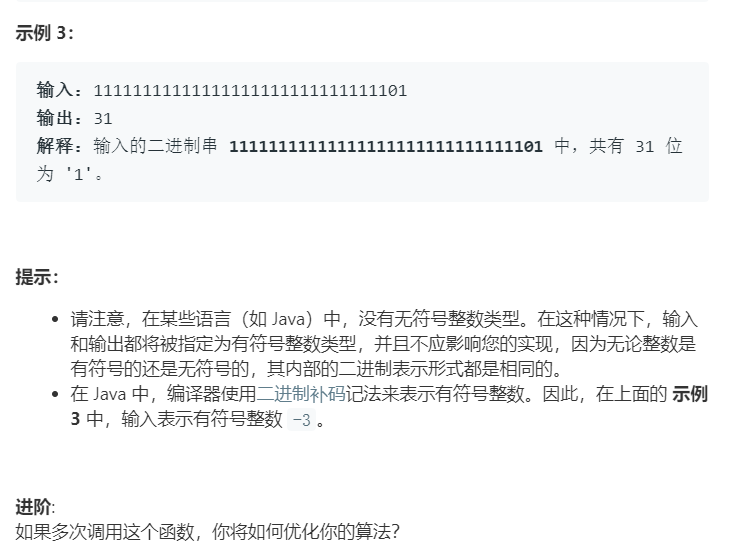 示例 3：
输入：11111111111111111111111111111101
输出：31
解释：输入的二进制串 11111111111111111111111111111101 中，共有 31 位
为 '1'。
提示：
• 请注意，在某些语言（如 Java）中，没有无符号整数类型。在这种情况下，输入
和输出都将被指定为有符号整数类型，并且不应影响您的实现，因为无论整数是
有符号的还是无符号的，其内部的二进制表示形式都是相同的。
• 在 Java 中，编译器使用二进制补码记法来表示有符号整数。因此，在上面的 示例
3 中，输入表示有符号整数 -3。
进阶:
如果多次调用这个函数，你将如何优化你的算法？